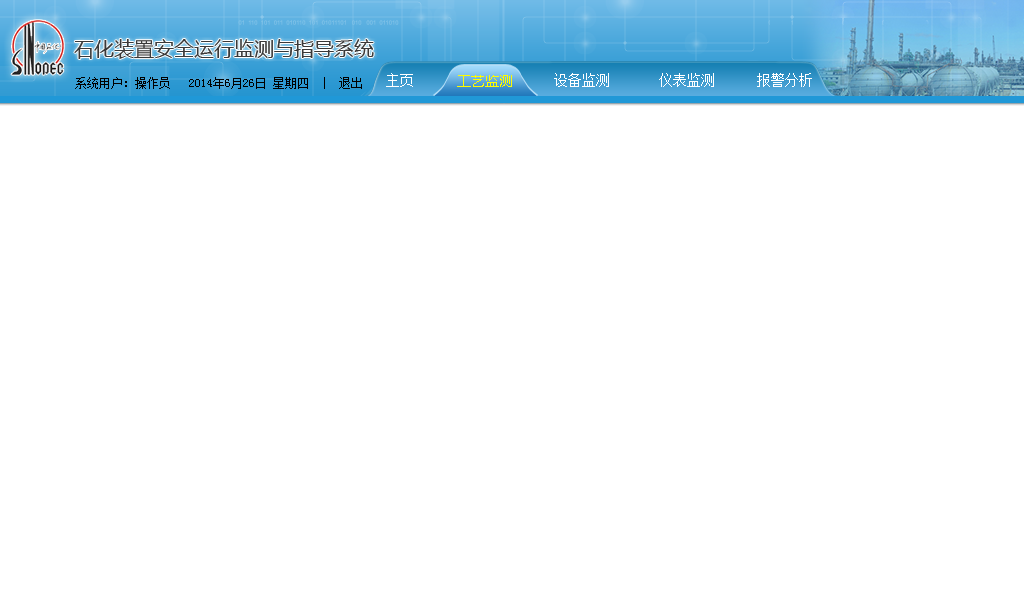 中国石化
SINOPEC
石化装置安全运行监测与指导系统
系统用户: 操作员 2014年6月26日 星期四 | 退出
主页 工艺监测 设备监测 仪表监测 报警分析